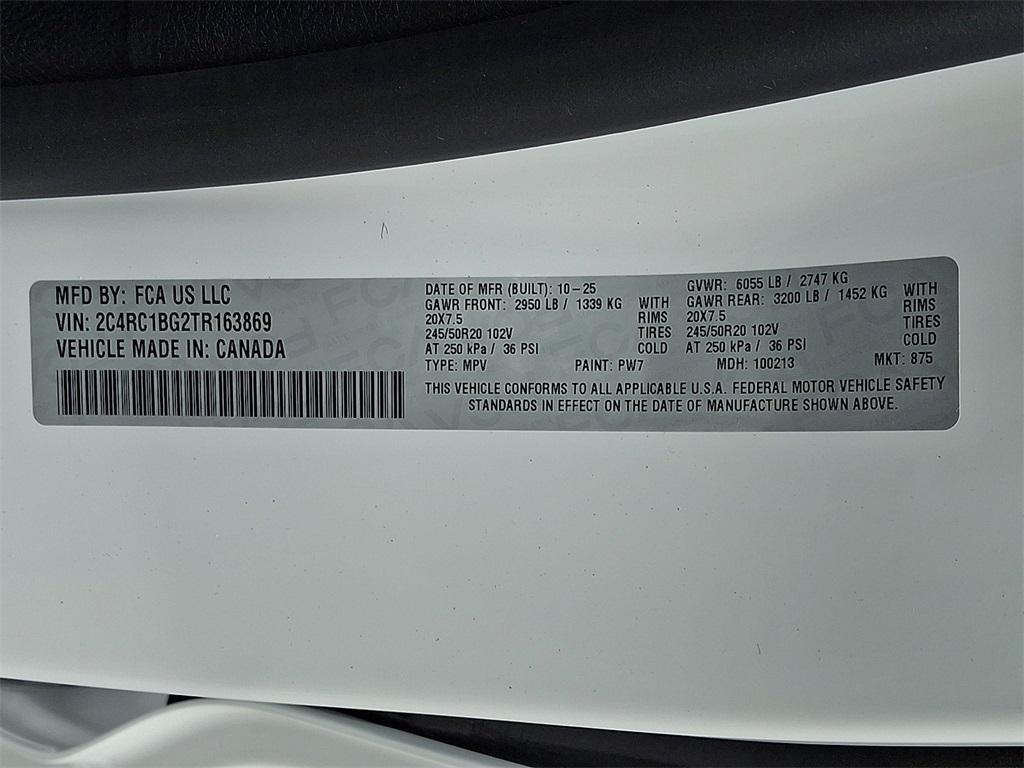 MFD BY: FCA US LLC
VIN: 2C4RC1BG2TR163869
VEHICLE MADE IN: CANADA
DATE OF MFR (BUILT): 10-25
GAWR FRONT: 2950 LB / 1339 KG WITH
20X7.5 RIMS
245/50R20 102V TIRES
AT 250 kPa / 36 PSI COLD
TYPE: MPV PAINT: PW7
GVWR: 6055 LB / 2747 KG
GAWR REAR: 3200 LB / 1452 KG WITH
20X7.5 RIMS
245/50R20 102V TIRES
AT 250 kPa / 36 PSI COLD
MDH: 100213 MKT: 875
THIS VEHICLE CONFORMS TO ALL APPLICABLE U.S.A. FEDERAL MOTOR VEHICLE SAFETY
STANDARDS IN EFFECT ON THE DATE OF MANUFACTURE SHOWN ABOVE.